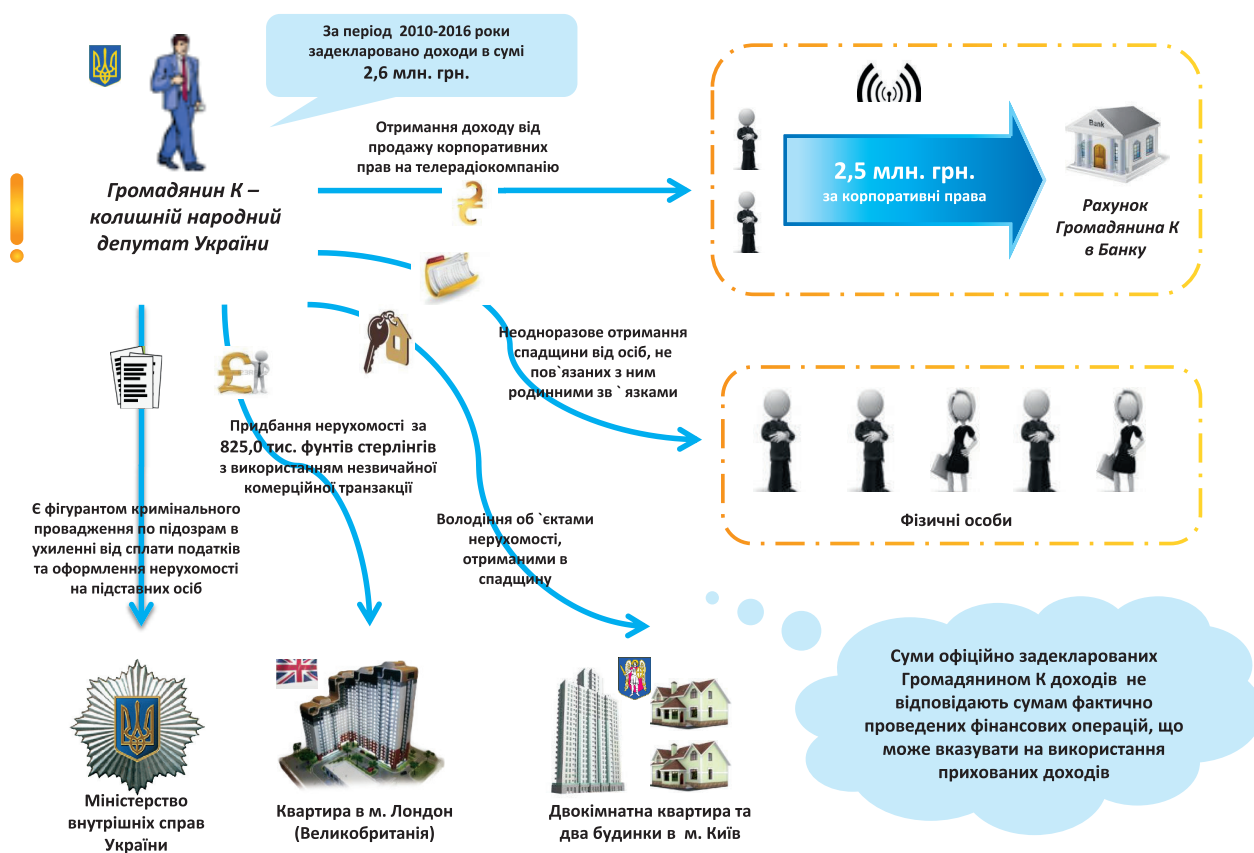 За період 2010-2016 роки
задекларовано доходи в сумі
2,6 млн. грн.
Громадянин К –
колишній народний
депутат України
Отримання доходу від
продажу корпоративних
прав на телерадіокомпанію
2,5 млн. грн.
за корпоративні права
Bank
Рахунок
Громадянина К
в Банку
Неодноразове отримання
спадщини від осіб, не
пов`язаних з ним
родинними зв ` язками
Фізичні особи
Придбання нерухомості за
825,0 тис. фунтів стерлінгів
з використанням незвичайної
комерційної транзакції
Є фігурантом кримінального
провадження по підозрам в
ухиленні від сплати податків
та оформлення нерухомості
на підставних осіб
Володіння об `єктами
нерухомості,
отриманими в
спадщину
Міністерство
внутрішніх справ
України
Квартира в м. Лондон
(Великобританія)
Двокімнатна квартира та
два будинки в м. Київ
Суми офіційно задекларованих
Громадянином К доходів не
відповідають сумам фактично
проведених фінансових операцій, що
може вказувати на використання
прихованих доходів